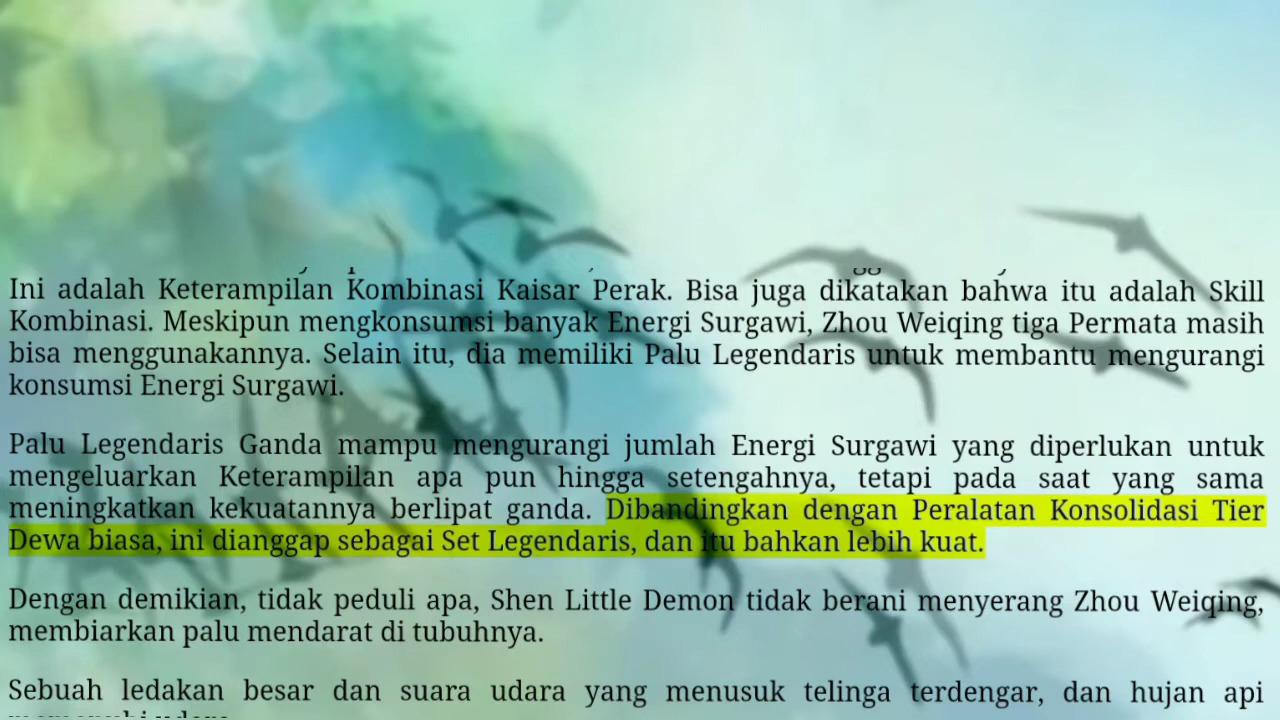 Ini adalah Keterampilan Kombinasi Kaisar Perak. Bisa juga dikatakan bahwa itu adalah Skill
Kombinasi. Meskipun mengkonsumsi banyak Energi Surgawi, Zhou Weiqing tiga Permata masih
bisa menggunakannya. Selain itu, dia memiliki Palu Legendaris untuk membantu mengurangi
konsumsi Energi Surgawi.
Palu Legendaris Ganda mampu mengurangi jumlah Energi Surgawi yang diperlukan untuk
mengeluarkan Keterampilan apa pun hingga setengahnya, tetapi pada saat yang sama
meningkatkan kekuatannya berlipat ganda. Dibandingkan dengan Peralatan Konsolidasi Tier
Dewa biasa, ini dianggap sebagai Set Legendaris, dan itu bahkan lebih kuat.
Dengan demikian, tidak peduli apa, Shen Little Demon tidak berani menyerang Zhou Weiqing,
membiarkan palu mendarat di tubuhnya.
Sebuah ledakan besar dan suara udara yang menusuk telinga terdengar, dan hujan api